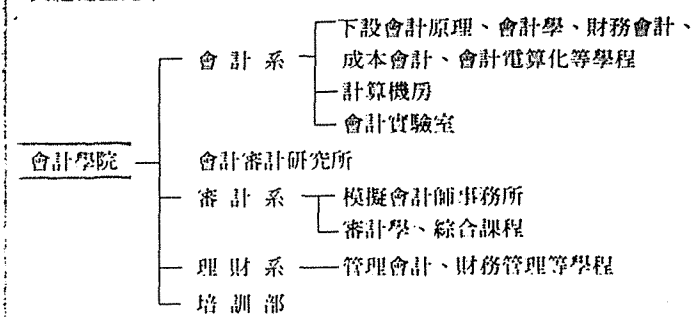 下設會計原理、會計學、財務會計、
會計系 成本會計、會計電算化等學程
計算機房
會計實驗室
會計學院 會計審計研究所
審計系 模擬會計師事務所
審計學、綜合課程
理財系 管理會計、財務管理等學程
培訓部